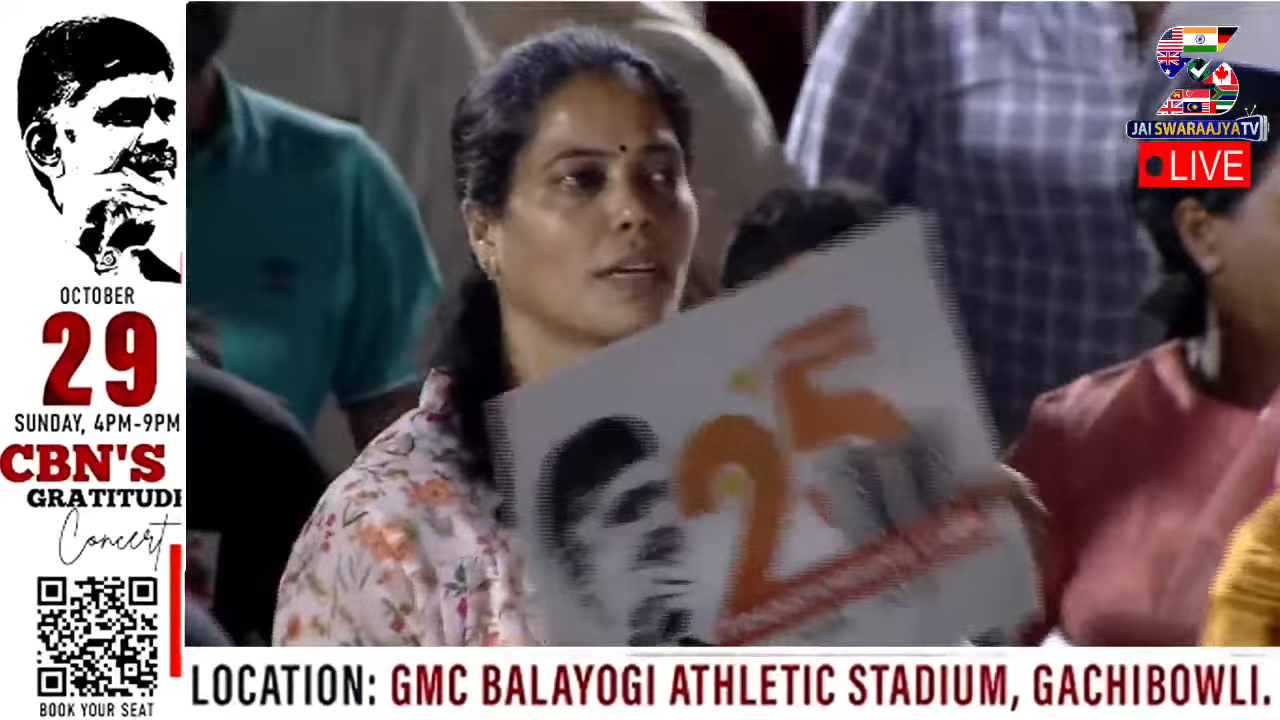 OCTOBER
29
SUNDAY, 4PM-9PM
CBN'S
GRATITUDE
Concert
BOOK YOUR SEAT
JAI SWARAAJYA TV
LIVE
25
LOCATION: GMC BALAYOGI ATHLETIC STADIUM, GACHIBOWLI.